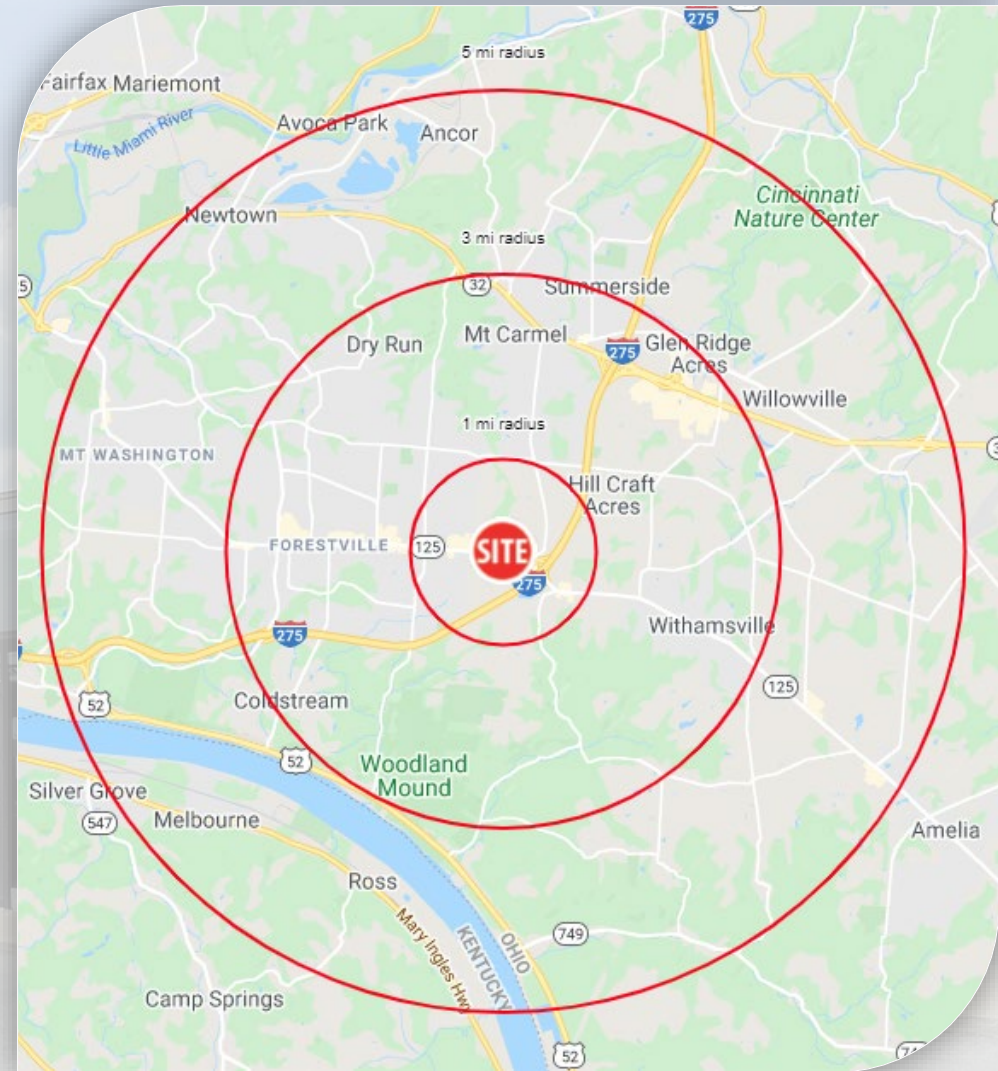 275
5 mi radius
Fairfax Mariemont
Avoca Park
Ancor
Little Miami River
Cincinnati
Nature Center
Newtown
3 mi radius
32
Summerside
Mt Carmel
Dry Run
275
Glen Ridge
Acres
Willowville
1 mi radius
MT WASHINGTON
Hill Craft
Acres
FORESTVILLE
125
SITE
275
Withamsville
275
125
Coldstream
52
52
Woodland
Mound
Silver Grove
547
Melbourne
Amelia
Ross
Mary Ingles Hwy
KENTUCKY
OHIO
749
Camp Springs
52